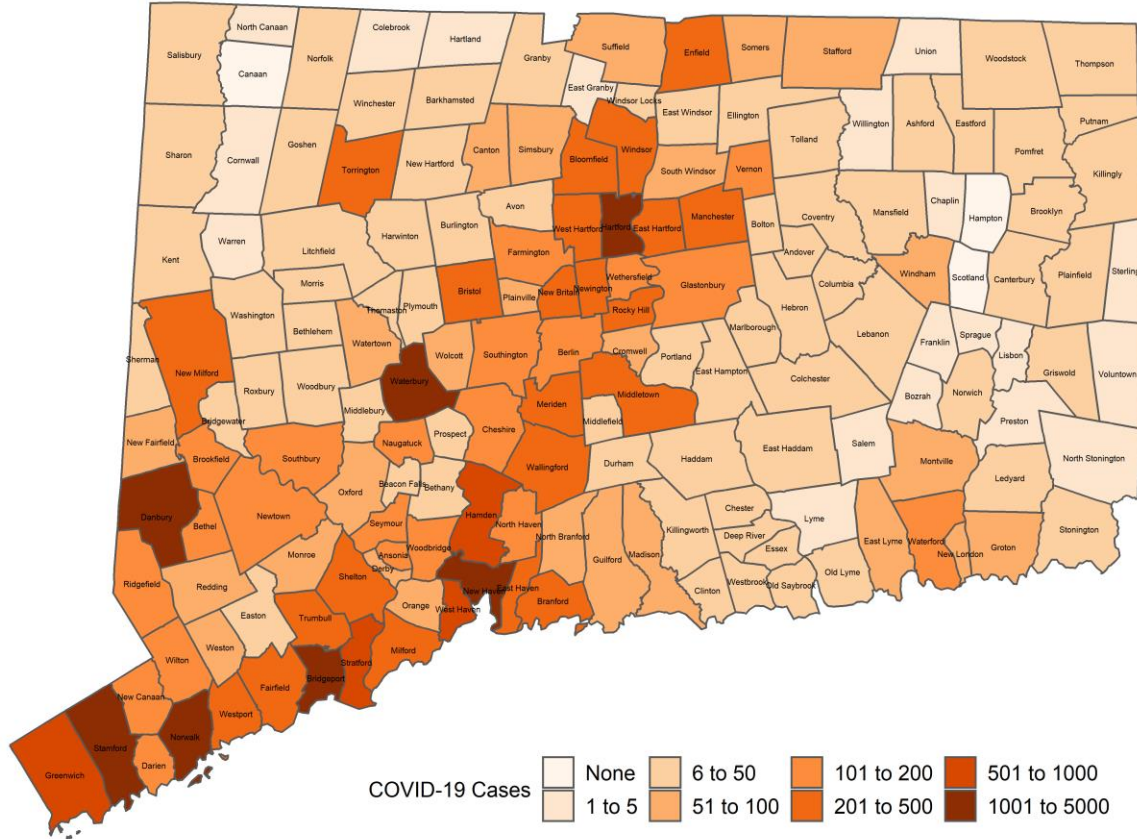 North Canaan Colebrook Hartland
Salisbury Canaan Norfolk Granby Suffield Enfield Somers Stafford Union Woodstock Thompson
East Granby Windsor Locks
Winchester Barkhamsted East Windsor Ellington Willington Ashford Eastford Putnam
Sharon Cornwall Goshen Torrington New Hartford Canton Simsbury Bloomfield Windsor South Windsor Vernon Tolland Pomfret Killingly
Kent Warren Litchfield Harwinton Burlington Avon West Hartford Hartford East Hartford Manchester Bolton Coventry Mansfield Chaplin Hampton Brooklyn
Farmington Wethersfield Glastonbury Andover Windham Scotland Canterbury Plainfield Sterling
Morris Thomaston Plymouth Bristol Plainville New Britain Newington Rocky Hill Hebron Columbia
Washington Bethlehem Watertown Wolcott Southington Berlin Cromwell Portland Marlborough Lebanon Franklin Sprague Lisbon
Sherman New Milford Roxbury Woodbury Waterbury Meriden Middletown East Hampton Colchester Bozrah Norwich Griswold Voluntown
Bridgewater Middlebury Prospect Cheshire Middlefield Preston
New Fairfield Brookfield Southbury Naugatuck Wallingford Durham Haddam East Haddam Salem Montville North Stonington
Danbury Bethel Newtown Oxford Beacon Falls Bethany Hamden North Haven Ledyard
Seymour Woodbridge North Branford Killingworth Chester Lyme East Lyme Waterford New London Groton Stonington
Ridgefield Redding Monroe Ansonia Derby Guilford Madison Deep River Essex
Easton Shelton Orange West Haven New Haven East Haven Branford Clinton Westbrook Old Saybrook Old Lyme
Wilton Weston Trumbull Stratford Milford
New Canaan Fairfield Bridgeport
Stamford Norwalk Westport
Greenwich Darien
COVID-19 Cases
None 6 to 50 101 to 200 501 to 1000
1 to 5 51 to 100 201 to 500 1001 to 5000